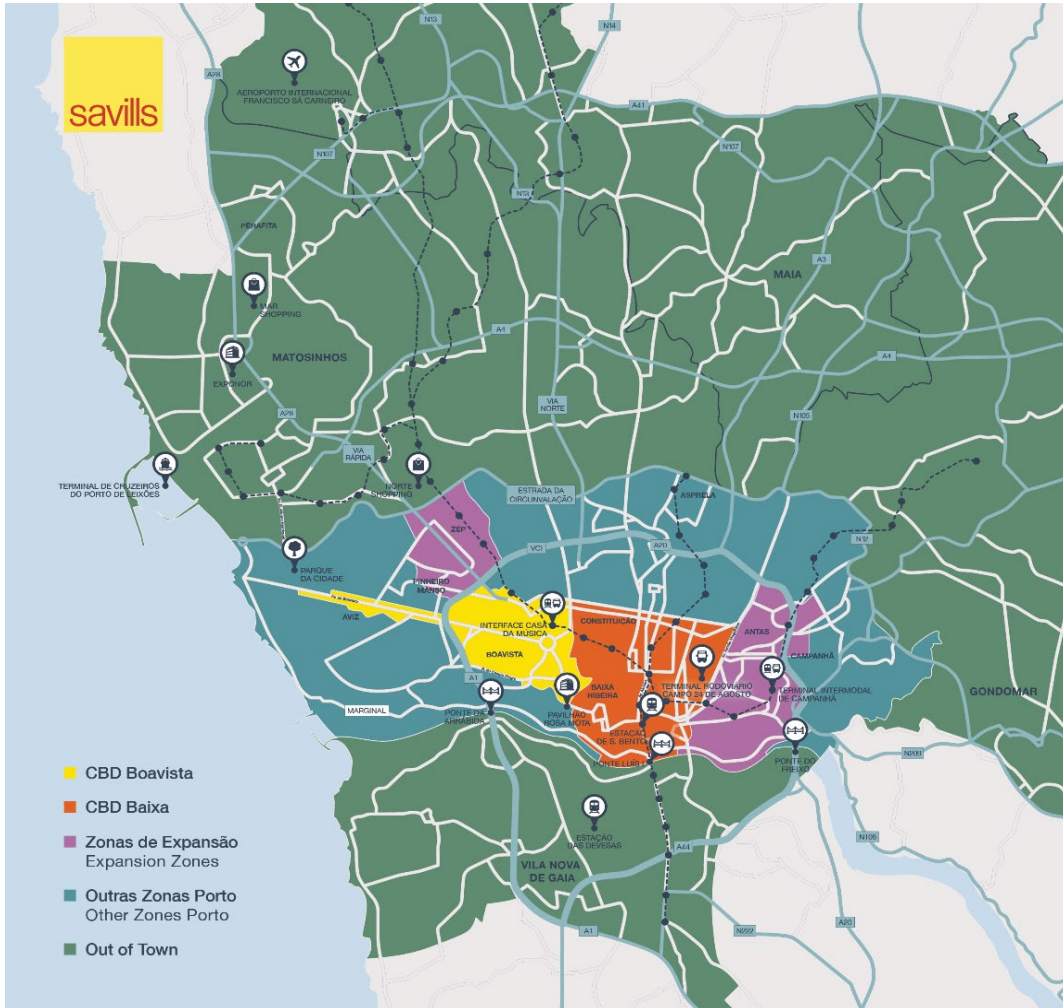 N13
N14
A28
savills
AEROPORTO INTERNACIONAL
FRANCISCO SÁ CARNEIRO
A41
N107
N107
N13
PERAFITA
A3
MAIA
MAR
SHOPPING
A4
MATOSINHOS
A4
EXPONOR
VIA
NORTE
A28
N105
VIA
RÁPIDA
NORTE
SHOPPING
TERMINAL DE CRUZEIROS
DO PORTO DE LEIXÕES
ESTRADA DA
CIRCUNVALAÇÃO
ASPRELA
ZEP
N12
VCI
A20
PARQUE
DA CIDADE
PINHEIRO
MANSO
AVIZ
INTERFACE CASA
DA MÚSICA
CONSTITUIÇÃO
ANTAS
BOAVISTA
CAMPANHÃ
A1
BAIXA
RIBEIRA
TERMINAL RODOVIÁRIO
CAMPO 24 DE AGOSTO
TERMINAL INTERMODAL
DE CAMPANHÃ
GONDOMAR
MARGINAL
PONTE DA
ARRÁBIDA
PAVILHÃO
ROSA MOTA
ESTAÇÃO
DE S. BENTO
PONTE LUÍS I
PONTE DO
FREIXO
N209
CBD Boavista
CBD Baixa
Zonas de Expansão
Expansion Zones
Outras Zonas Porto
Other Zones Porto
Out of Town
ESTAÇÃO
DAS DEVESAS
VILA NOVA
DE GAIA
A44
N108
A20
N222
A1